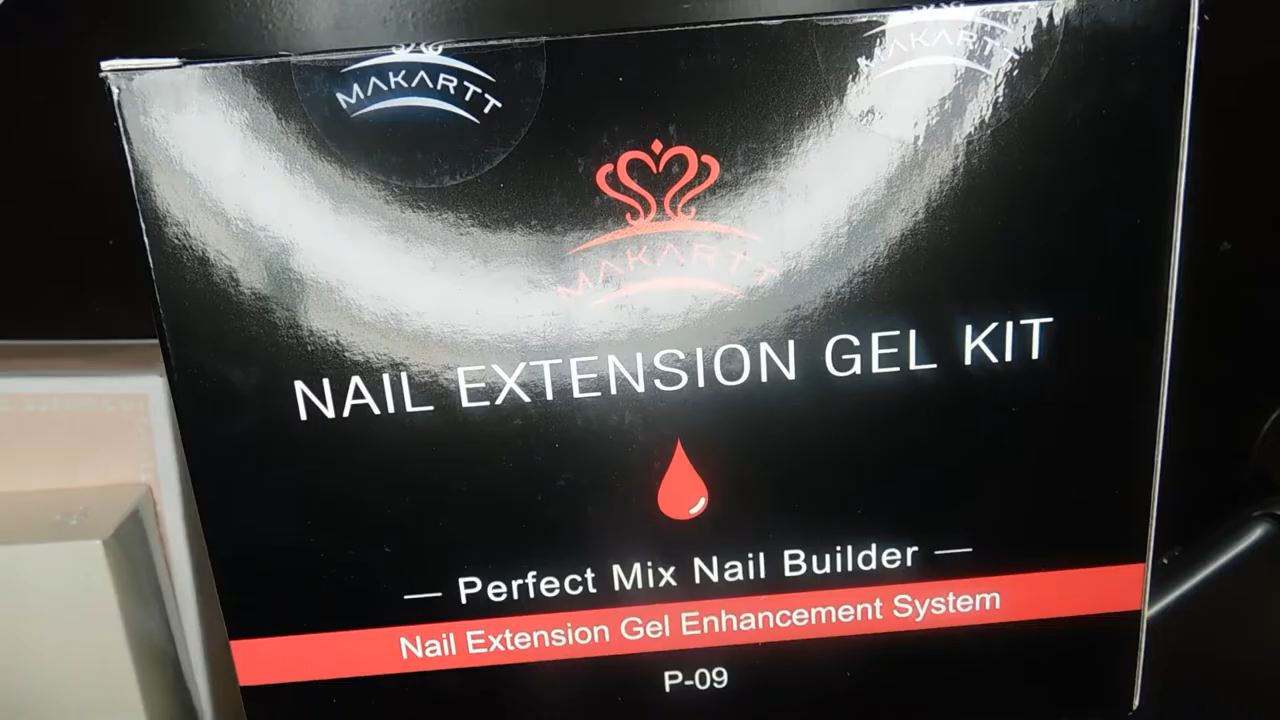 MAKARTT
MAKARTT
MAKARTT
NAIL EXTENSION GEL KIT
— Perfect Mix Nail Builder —
Nail Extension Gel Enhancement System
P-09